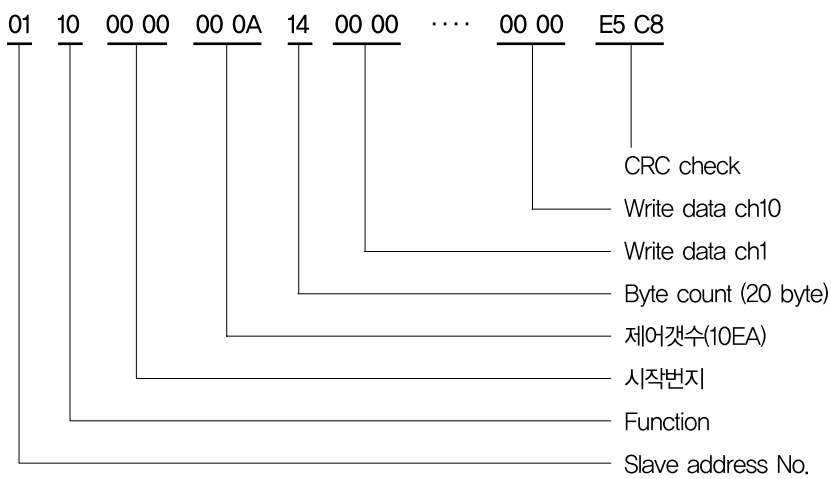 01 10 00 00 00 0A 14 00 00 ···· 00 00 E5 C8
CRC check
Write data ch10
Write data ch1
Byte count (20 byte)
제어갯수(10EA)
시작번지
Function
Slave address No.